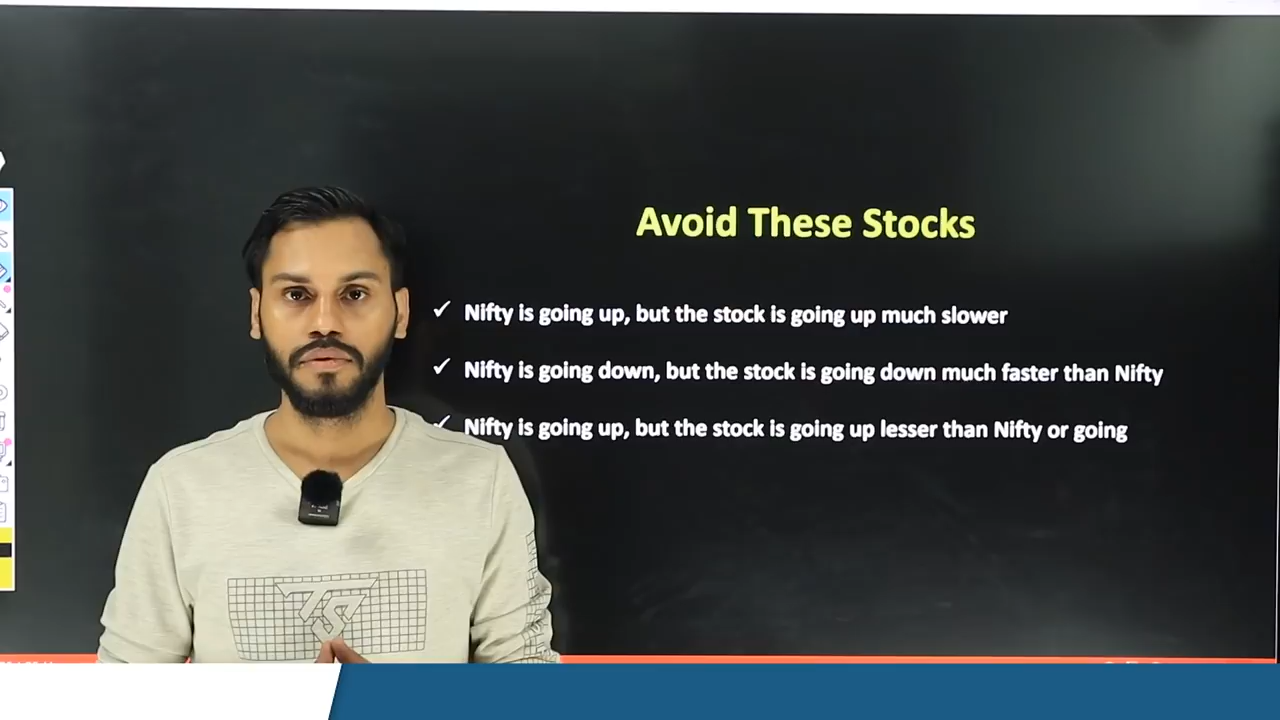 Avoid These Stocks
✓ Nifty is going up, but the stock is going up much slower
✓ Nifty is going down, but the stock is going down much faster than Nifty
✓ Nifty is going up, but the stock is going up lesser than Nifty or going
TS